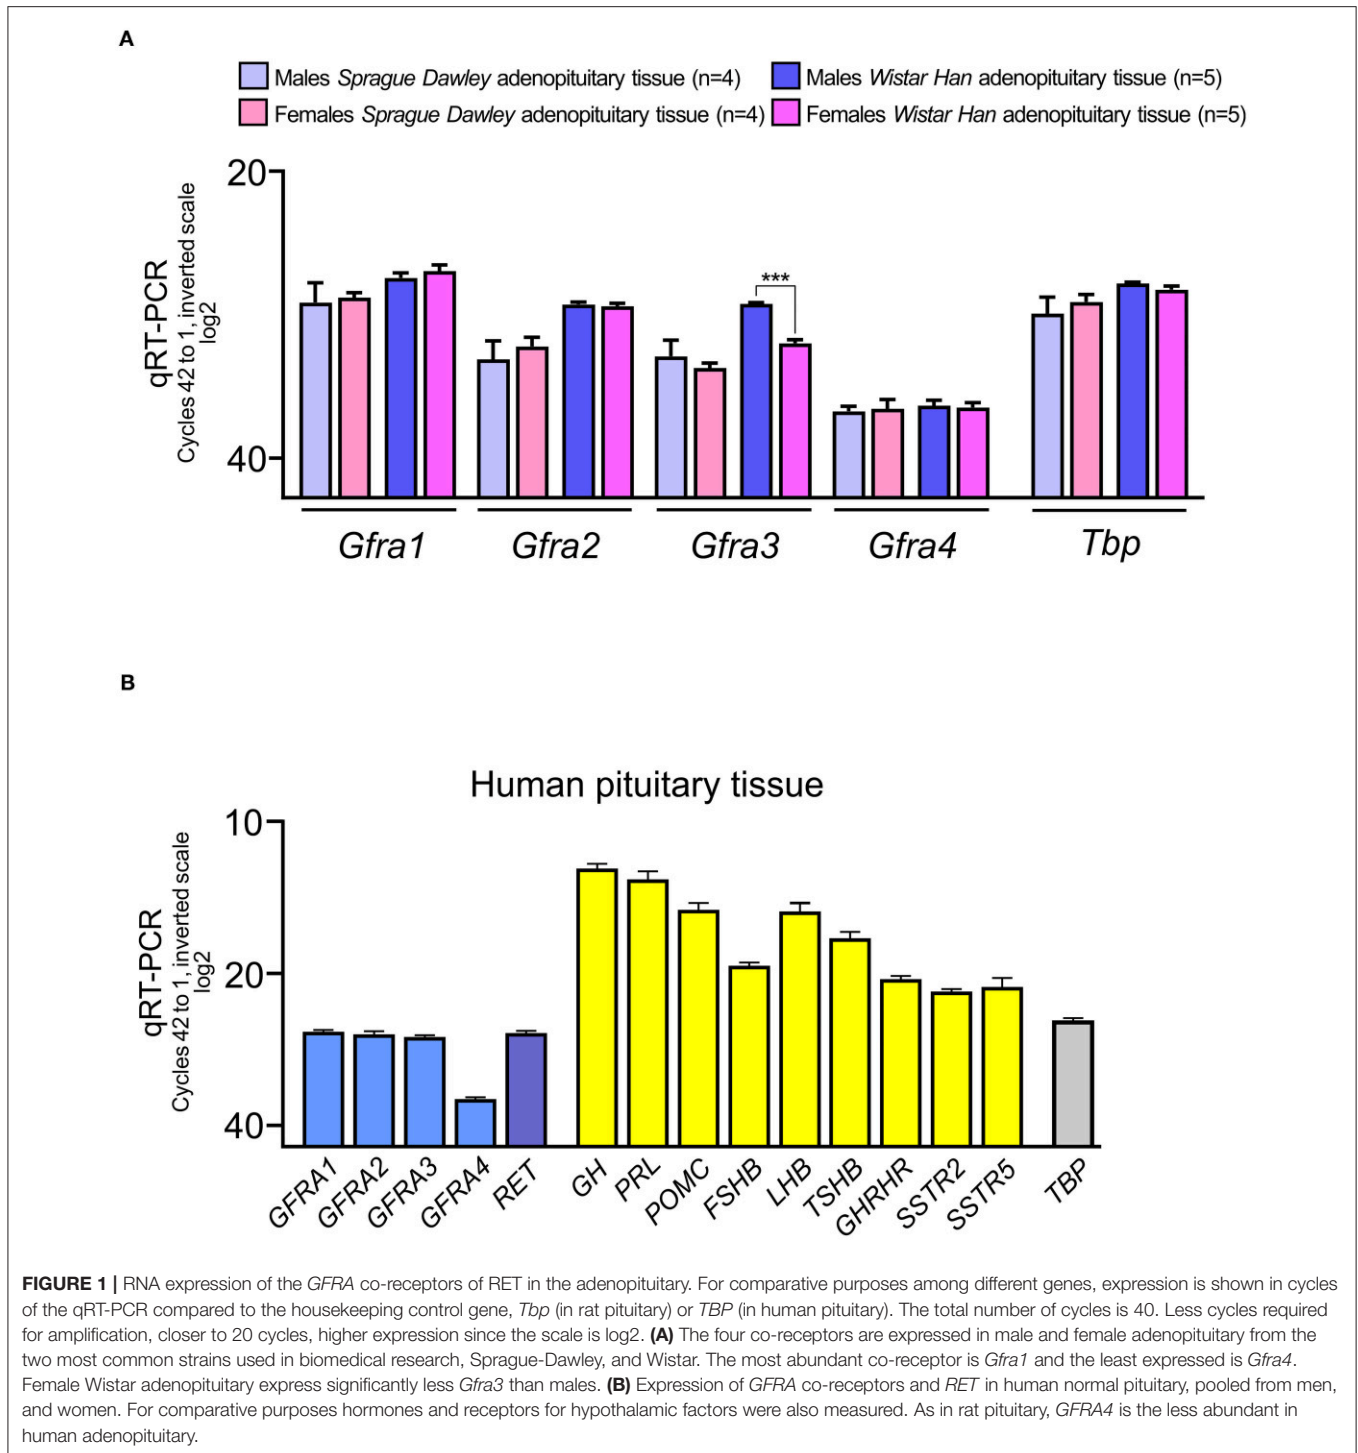 A
Males Sprague Dawley adenopituitary tissue (n=4)
Males Wistar Han adenopituitary tissue (n=5)
Females Sprague Dawley adenopituitary tissue (n=4)
Females Wistar Han adenopituitary tissue (n=5)
qRT-PCR
Cycles 42 to 1, inverted scale
log2
20
40
***
Gfra1
Gfra2
Gfra3
Gfra4
Tbp
B
Human pituitary tissue
qRT-PCR
Cycles 42 to 1, inverted scale
log2
10
20
40
GFRA1
GFRA2
GFRA3
GFRA4
RET
GH
PRL
POMC
FSHB
LHB
TSHB
GHRHR
SSTR2
SSTR5
TBP
FIGURE 1 | RNA expression of the GFRA co-receptors of RET in the adenopituitary. For comparative purposes among different genes, expression is shown in cycles
of the qRT-PCR compared to the housekeeping control gene, Tbp (in rat pituitary) or TBP (in human pituitary). The total number of cycles is 40. Less cycles required
for amplification, closer to 20 cycles, higher expression since the scale is log2. (A) The four co-receptors are expressed in male and female adenopituitary from the
two most common strains used in biomedical research, Sprague-Dawley, and Wistar. The most abundant co-receptor is Gfra1 and the least expressed is Gfra4.
Female Wistar adenopituitary express significantly less Gfra3 than males. (B) Expression of GFRA co-receptors and RET in human normal pituitary, pooled from men,
and women. For comparative purposes hormones and receptors for hypothalamic factors were also measured. As in rat pituitary, GFRA4 is the less abundant in
human adenopituitary.